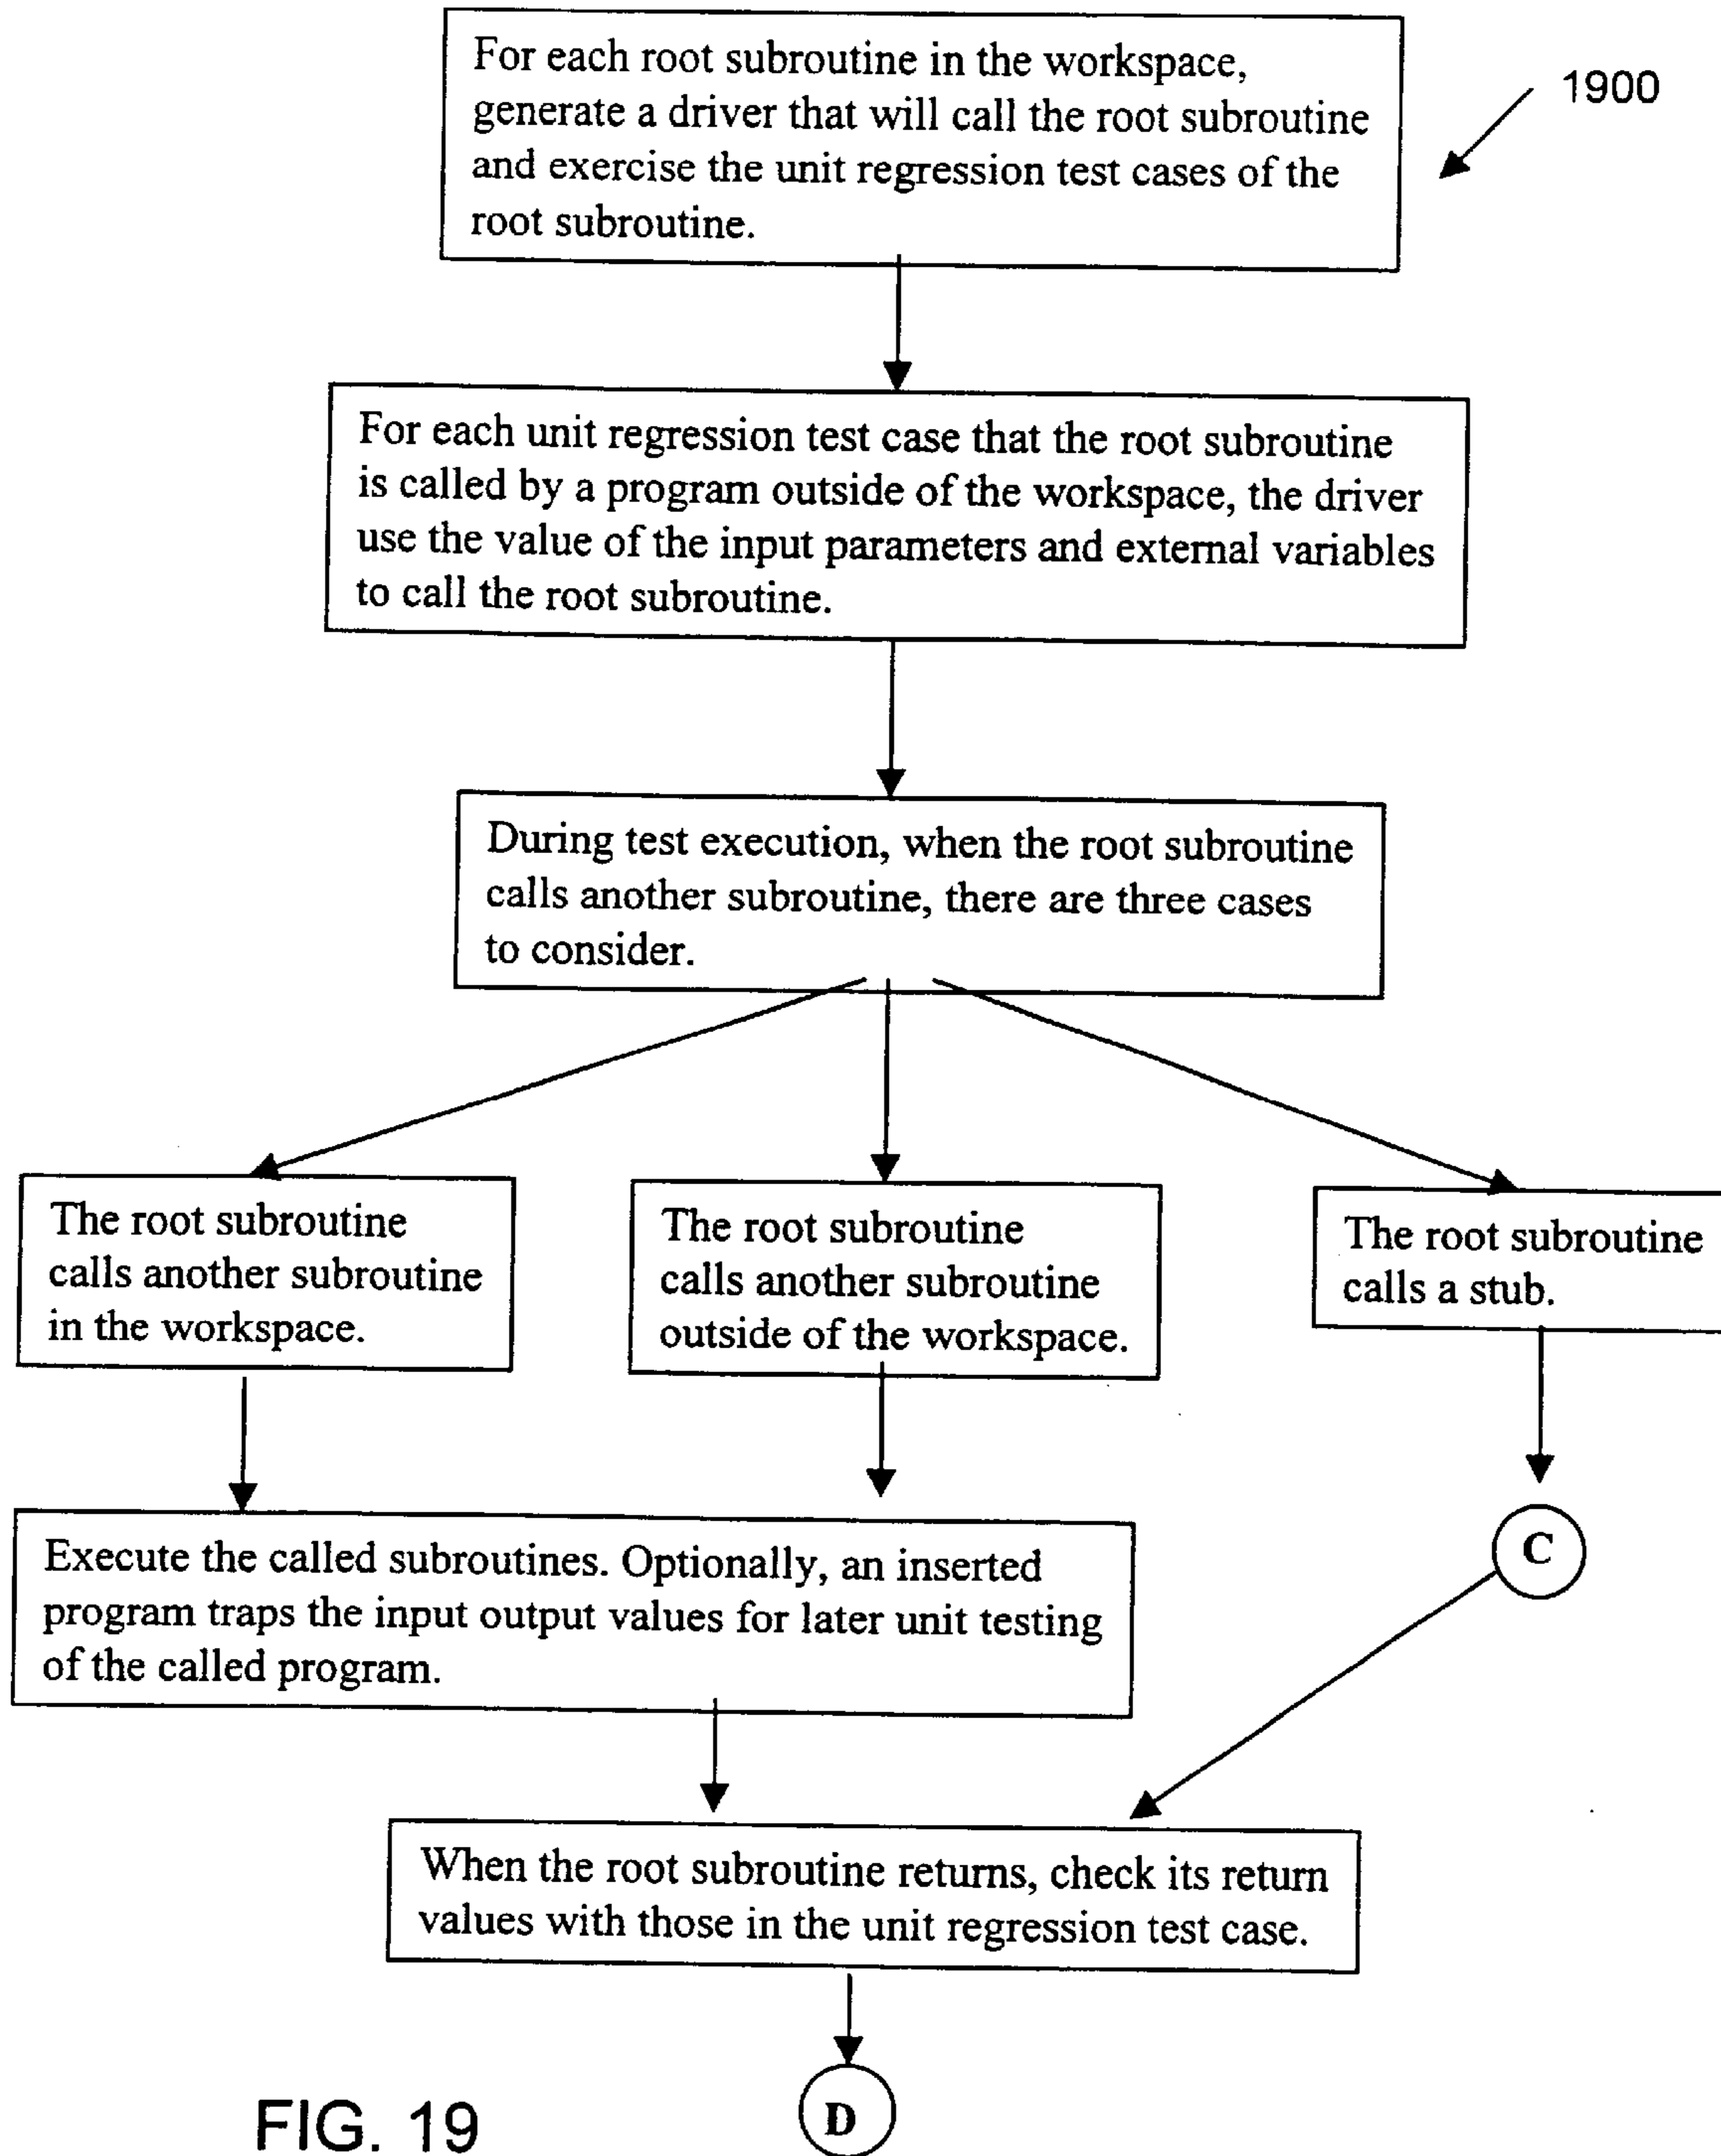 For each root subroutine in the workspace,
generate a driver that will call the root subroutine
and exercise the unit regression test cases of the
root subroutine.
1900
For each unit regression test case that the root subroutine
is called by a program outside of the workspace, the driver
use the value of the input parameters and external variables
to call the root subroutine.
During test execution, when the root subroutine
calls another subroutine, there are three cases
to consider.
The root subroutine
calls another subroutine
in the workspace.
The root subroutine
calls another subroutine
outside of the workspace.
The root subroutine
calls a stub.
Execute the called subroutines. Optionally, an inserted
program traps the input output values for later unit testing
of the called program.
C
When the root subroutine returns, check its return
values with those in the unit regression test case.
D
FIG. 19